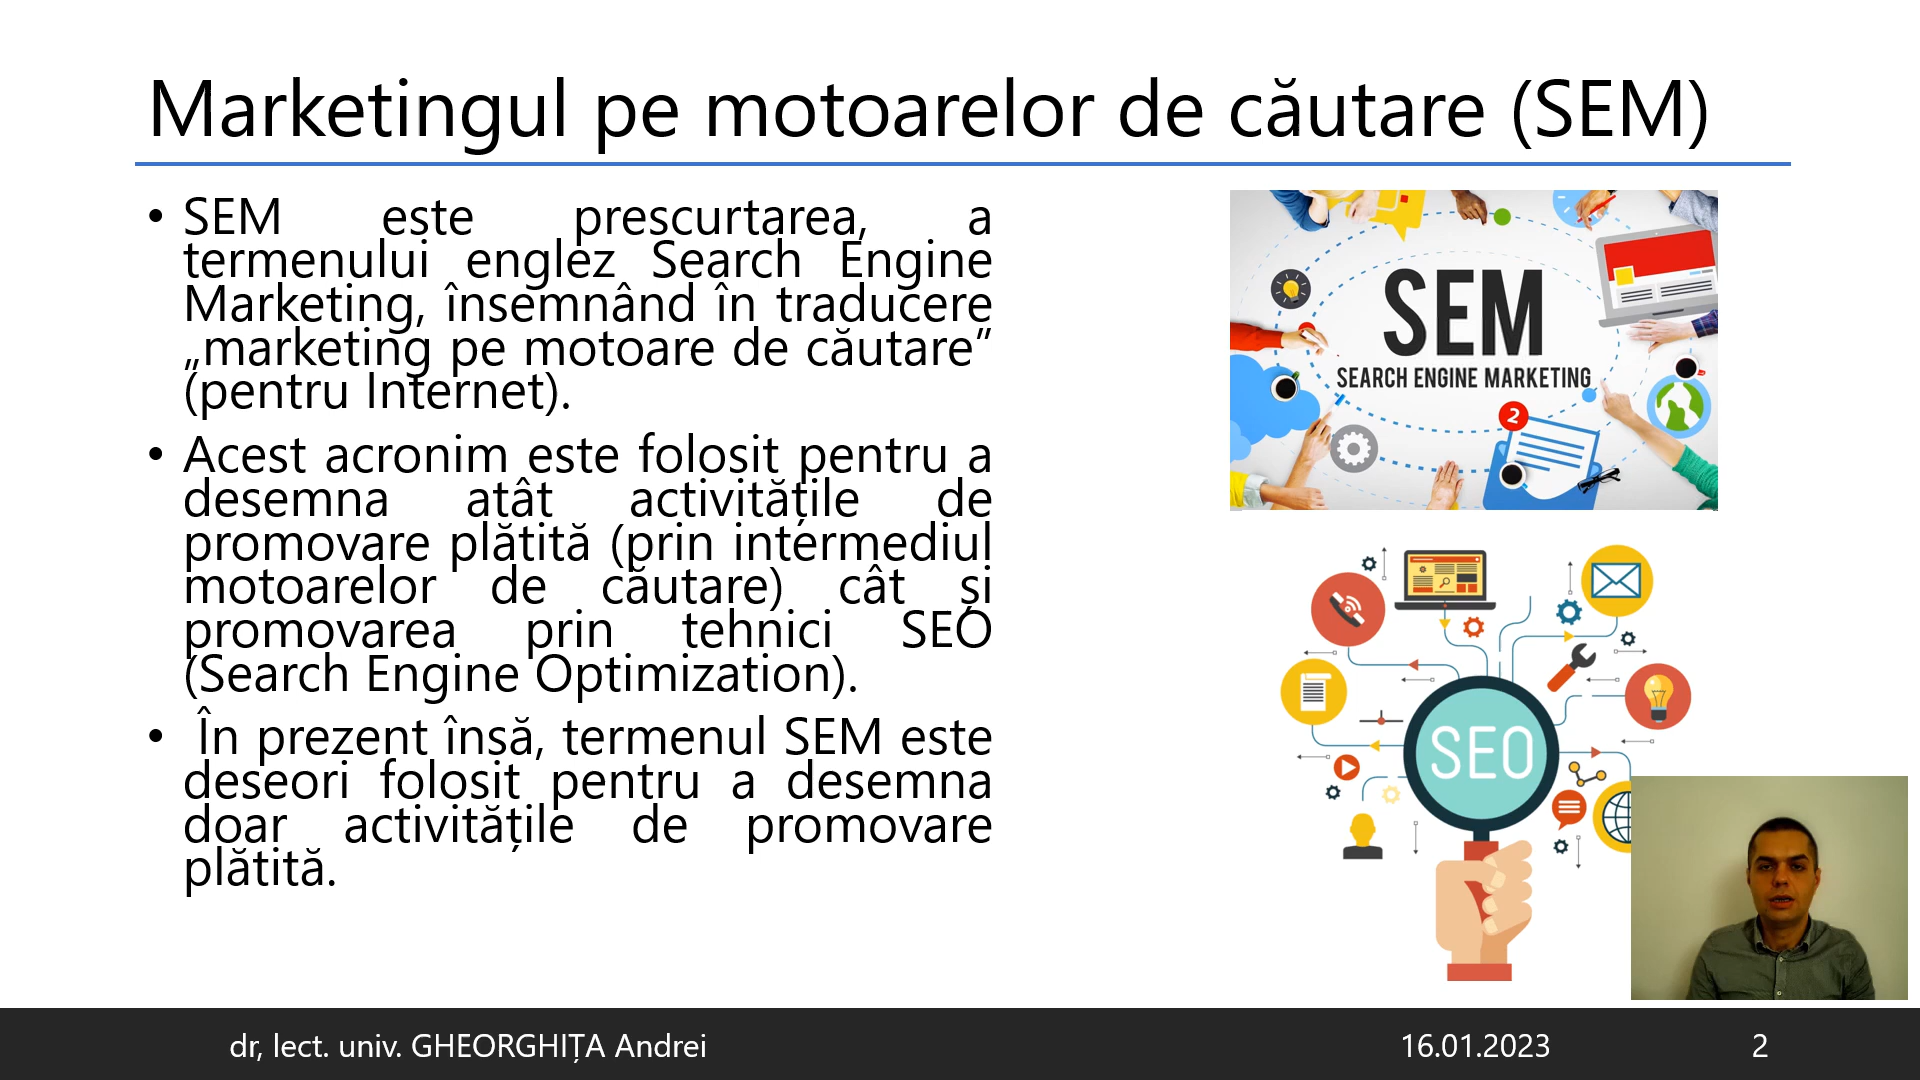 Marketingul pe motoarelor de căutare (SEM)
• SEM este prescurtarea, a
termenului englez Search Engine
Marketing, însemnând în traducere
„marketing pe motoare de căutare”
(pentru Internet).
• Acest acronim este folosit pentru a
desemna atât activitățile de
promovare plătită (prin intermediul
motoarelor de căutare) cât și
promovarea prin tehnici SEO
(Search Engine Optimization).
• În prezent însă, termenul SEM este
deseori folosit pentru a desemna
doar activitățile de promovare
plătită.
SEM
SEARCH ENGINE MARKETING
2
SEO
dr, lect. univ. GHEORGHIȚA Andrei
16.01.2023
2